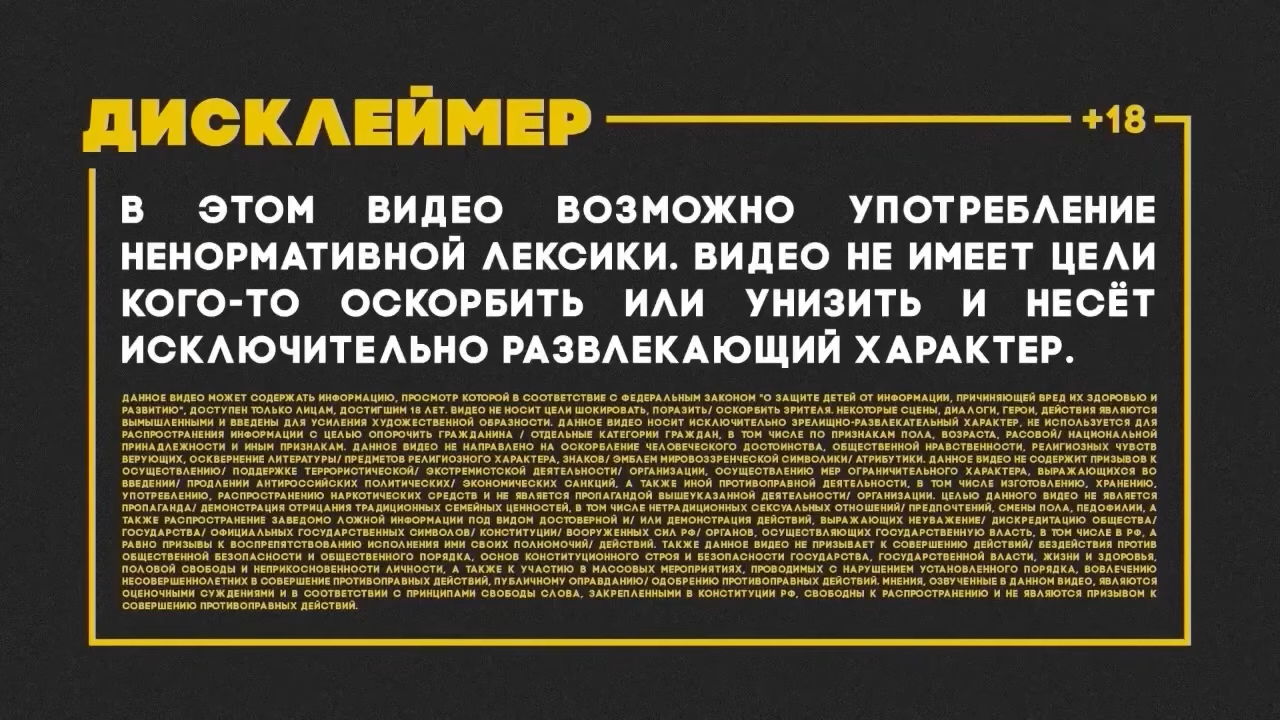 ДИСКЛЕЙМЕР
+18
В ЭТОМ ВИДЕО ВОЗМОЖНО УПОТРЕБЛЕНИЕ
НЕНОРМАТИВНОЙ ЛЕКСИКИ. ВИДЕО НЕ ИМЕЕТ ЦЕЛИ
КОГО-ТО ОСКОРБИТЬ ИЛИ УНИЗИТЬ И НЕСЁТ
ИСКЛЮЧИТЕЛЬНО РАЗВЛЕКАЮЩИЙ ХАРАКТЕР.
ДАННОЕ ВИДЕО МОЖЕТ СОДЕРЖАТЬ ИНФОРМАЦИЮ, ПРОСМОТР КОТОРОЙ В СООТВЕТСТВИЕ С ФЕДЕРАЛЬНЫМ ЗАКОНОМ "О ЗАЩИТЕ ДЕТЕЙ ОТ ИНФОРМАЦИИ, ПРИЧИНЯЮЩЕЙ ВРЕД ИХ ЗДОРОВЬЮ И
РАЗВИТИЮ", ДОСТУПЕН ТОЛЬКО ЛИЦАМ, ДОСТИГШИМ 18 ЛЕТ. ВИДЕО НЕ НОСИТ ЦЕЛИ ШОКИРОВАТЬ, ПОРАЗИТЬ/ ОСКОРБИТЬ ЗРИТЕЛЯ. НЕКОТОРЫЕ СЦЕНЫ, ДИАЛОГИ, ГЕРОИ, ДЕЙСТВИЯ ЯВЛЯЮТСЯ
ВЫМЫШЛЕННЫМИ И ВВЕДЕНЫ ДЛЯ УСИЛЕНИЯ ХУДОЖЕСТВЕННОЙ ОБРАЗНОСТИ. ДАННОЕ ВИДЕО НОСИТ ИСКЛЮЧИТЕЛЬНО ЗРЕЛИЩНО-РАЗВЛЕКАТЕЛЬНЫЙ ХАРАКТЕР, НЕ ИСПОЛЬЗУЕТСЯ ДЛЯ
РАСПРОСТРАНЕНИЯ ИНФОРМАЦИИ С ЦЕЛЬЮ ОПОРОЧИТЬ ГРАЖДАНИНА / ОТДЕЛЬНЫЕ КАТЕГОРИИ ГРАЖДАН, В ТОМ ЧИСЛЕ ПО ПРИЗНАКАМ ПОЛА, ВОЗРАСТА, РАСОВОЙ/ НАЦИОНАЛЬНОЙ
ПРИНАДЛЕЖНОСТИ И ИНЫМ ПРИЗНАКАМ. ДАННОЕ ВИДЕО НЕ НАПРАВЛЕНО НА ОСКОРБЛЕНИЕ ЧЕЛОВЕЧЕСКОГО ДОСТОИНСТВА, ОБЩЕСТВЕННОЙ НРАВСТВЕННОСТИ, РЕЛИГИОЗНЫХ ЧУВСТВ
ВЕРУЮЩИХ, ОСКВЕРНЕНИЕ ЛИТЕРАТУРЫ/ ПРЕДМЕТОВ РЕЛИГИОЗНОГО ХАРАКТЕРА, ЗНАКОВ/ ЭМБЛЕМ МИРОВОЗЗРЕНЧЕСКОЙ СИМВОЛИКИ/ АТРИБУТИКИ. ДАННОЕ ВИДЕО НЕ СОДЕРЖИТ ПРИЗЫВОВ К
ОСУЩЕСТВЛЕНИЮ/ ПОДДЕРЖКЕ ТЕРРОРИСТИЧЕСКОЙ/ ЭКСТРЕМИСТСКОЙ ДЕЯТЕЛЬНОСТИ/ ОРГАНИЗАЦИИ, ОСУЩЕСТВЛЕНИЮ МЕР ОГРАНИЧИТЕЛЬНОГО ХАРАКТЕРА, ВЫРАЖАЮЩИХСЯ ВО
ВВЕДЕНИИ/ ПРОДЛЕНИИ АНТИРОССИЙСКИХ ПОЛИТИЧЕСКИХ/ ЭКОНОМИЧЕСКИХ САНКЦИЙ, А ТАКЖЕ ИНОЙ ПРОТИВОПРАВНОЙ ДЕЯТЕЛЬНОСТИ, В ТОМ ЧИСЛЕ ИЗГОТОВЛЕНИЮ, ХРАНЕНИЮ,
УПОТРЕБЛЕНИЮ, РАСПРОСТРАНЕНИЮ НАРКОТИЧЕСКИХ СРЕДСТВ И НЕ ЯВЛЯЕТСЯ ПРОПАГАНДОЙ ВЫШЕУКАЗАННОЙ ДЕЯТЕЛЬНОСТИ/ ОРГАНИЗАЦИИ. ЦЕЛЬЮ ДАННОГО ВИДЕО НЕ ЯВЛЯЕТСЯ
ПРОПАГАНДА/ ДЕМОНСТРАЦИЯ ОТРИЦАНИЯ ТРАДИЦИОННЫХ СЕМЕЙНЫХ ЦЕННОСТЕЙ, В ТОМ ЧИСЛЕ НЕТРАДИЦИОННЫХ СЕКСУАЛЬНЫХ ОТНОШЕНИЙ/ ПРЕДПОЧТЕНИЙ, СМЕНЫ ПОЛА, ПЕДОФИЛИИ, А
ТАКЖЕ РАСПРОСТРАНЕНИЕ ЗАВЕДОМО ЛОЖНОЙ ИНФОРМАЦИИ ПОД ВИДОМ ДОСТОВЕРНОЙ И/ ИЛИ ДЕМОНСТРАЦИЯ ДЕЙСТВИЙ, ВЫРАЖАЮЩИХ НЕУВАЖЕНИЕ/ ДИСКРЕДИТАЦИЮ ОБЩЕСТВА/
ГОСУДАРСТВА/ ОФИЦИАЛЬНЫХ ГОСУДАРСТВЕННЫХ СИМВОЛОВ/ КОНСТИТУЦИИ/ ВООРУЖЕННЫХ СИЛ РФ/ ОРГАНОВ, ОСУЩЕСТВЛЯЮЩИХ ГОСУДАРСТВЕННУЮ ВЛАСТЬ, В ТОМ ЧИСЛЕ В РФ, А
РАВНО ПРИЗЫВЫ К ВОСПРЕПЯТСТВОВАНИЮ ИСПОЛНЕНИЯ ИМИ СВОИХ ПОЛНОМОЧИЙ/ ДЕЙСТВИЙ. ТАКЖЕ ДАННОЕ ВИДЕО НЕ ПРИЗЫВАЕТ К СОВЕРШЕНИЮ ДЕЙСТВИЙ/ БЕЗДЕЙСТВИЯ ПРОТИВ
ОБЩЕСТВЕННОЙ БЕЗОПАСНОСТИ И ОБЩЕСТВЕННОГО ПОРЯДКА, ОСНОВ КОНСТИТУЦИОННОГО СТРОЯ И БЕЗОПАСНОСТИ ГОСУДАРСТВА, ГОСУДАРСТВЕННОЙ ВЛАСТИ, ЖИЗНИ И ЗДОРОВЬЯ,
ПОЛОВОЙ СВОБОДЫ И НЕПРИКОСНОВЕННОСТИ ЛИЧНОСТИ, А ТАКЖЕ К УЧАСТИЮ В МАССОВЫХ МЕРОПРИЯТИЯХ, ПРОВОДИМЫХ С НАРУШЕНИЕМ УСТАНОВЛЕННОГО ПОРЯДКА, ВОВЛЕЧЕНИЮ
НЕСОВЕРШЕННОЛЕТНИХ В СОВЕРШЕНИЕ ПРОТИВОПРАВНЫХ ДЕЙСТВИЙ, ПУБЛИЧНОМУ ОПРАВДАНИЮ/ ОДОБРЕНИЮ ПРОТИВОПРАВНЫХ ДЕЙСТВИЙ. МНЕНИЯ, ОЗВУЧЕННЫЕ В ДАННОМ ВИДЕО, ЯВЛЯЮТСЯ
ОЦЕНОЧНЫМИ СУЖДЕНИЯМИ И В СООТВЕТСТВИИ С ПРИНЦИПАМИ СВОБОДЫ СЛОВА, ЗАКРЕПЛЕННЫМИ В КОНСТИТУЦИИ РФ, СВОБОДНЫ К РАСПРОСТРАНЕНИЮ И НЕ ЯВЛЯЮТСЯ ПРИЗЫВОМ К
СОВЕРШЕНИЮ ПРОТИВОПРАВНЫХ ДЕЙСТВИЙ.